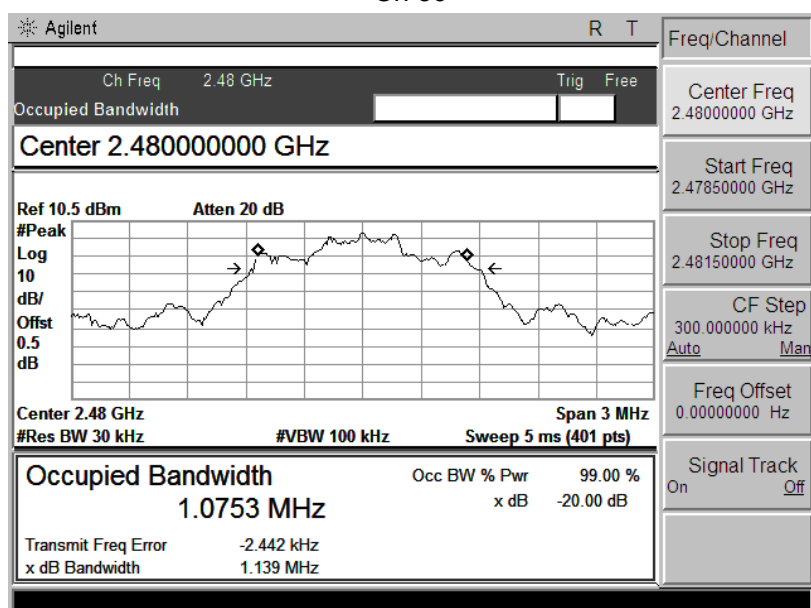 Agilent R T
Freq/Channel
Ch Freq 2.48 GHz Trig Free
Occupied Bandwidth
Center 2.480000000 GHz
Ref 10.5 dBm Atten 20 dB
#Peak
Log
10
dB/
Offst
0.5
dB
Center 2.48 GHz Span 3 MHz
#Res BW 30 kHz #VBW 100 kHz Sweep 5 ms (401 pts)
Occupied Bandwidth Occ BW % Pwr 99.00 %
1.0753 MHz x dB -20.00 dB
Transmit Freq Error -2.442 kHz
x dB Bandwidth 1.139 MHz
Center Freq
2.48000000 GHz
Start Freq
2.47850000 GHz
Stop Freq
2.48150000 GHz
CF Step
300.000000 kHz
Auto Man
Freq Offset
0.00000000 Hz
Signal Track
On Off